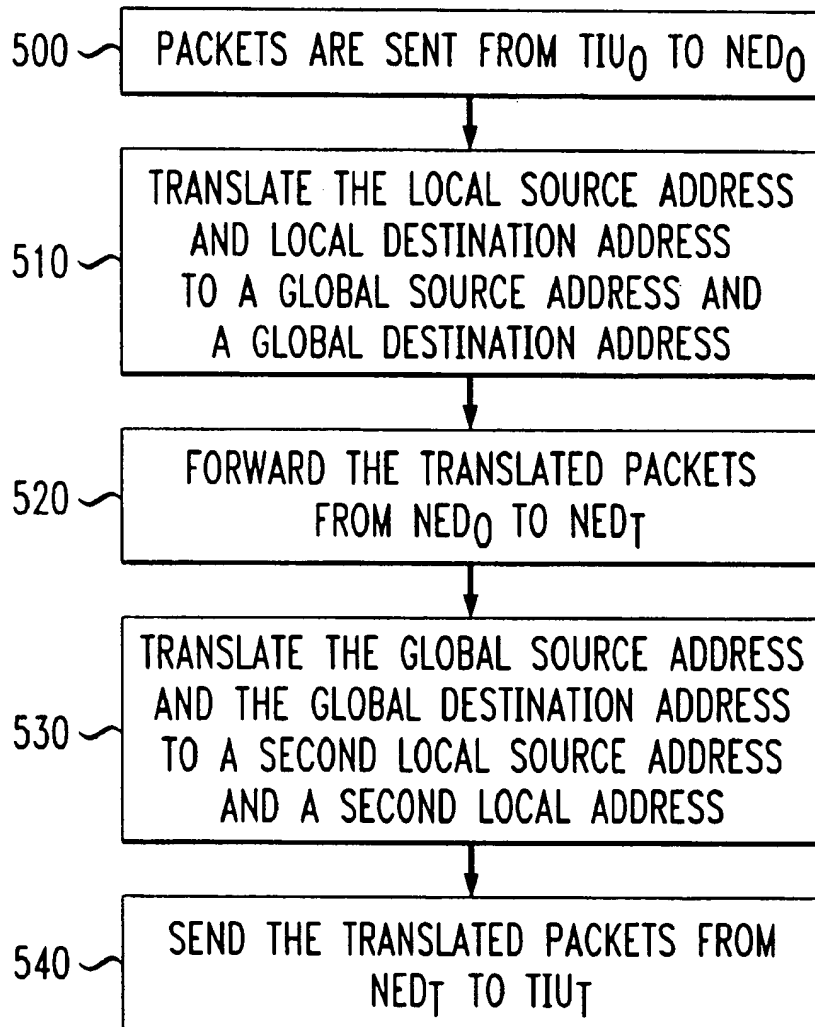 500 PACKETS ARE SENT FROM TIU₀ TO NED₀
510
TRANSLATE THE LOCAL SOURCE ADDRESS
AND LOCAL DESTINATION ADDRESS
TO A GLOBAL SOURCE ADDRESS AND
A GLOBAL DESTINATION ADDRESS
520
FORWARD THE TRANSLATED PACKETS
FROM NED₀ TO NEDT
530
TRANSLATE THE GLOBAL SOURCE ADDRESS
AND THE GLOBAL DESTINATION ADDRESS
TO A SECOND LOCAL SOURCE ADDRESS
AND A SECOND LOCAL ADDRESS
540
SEND THE TRANSLATED PACKETS FROM
NEDT TO TIUT